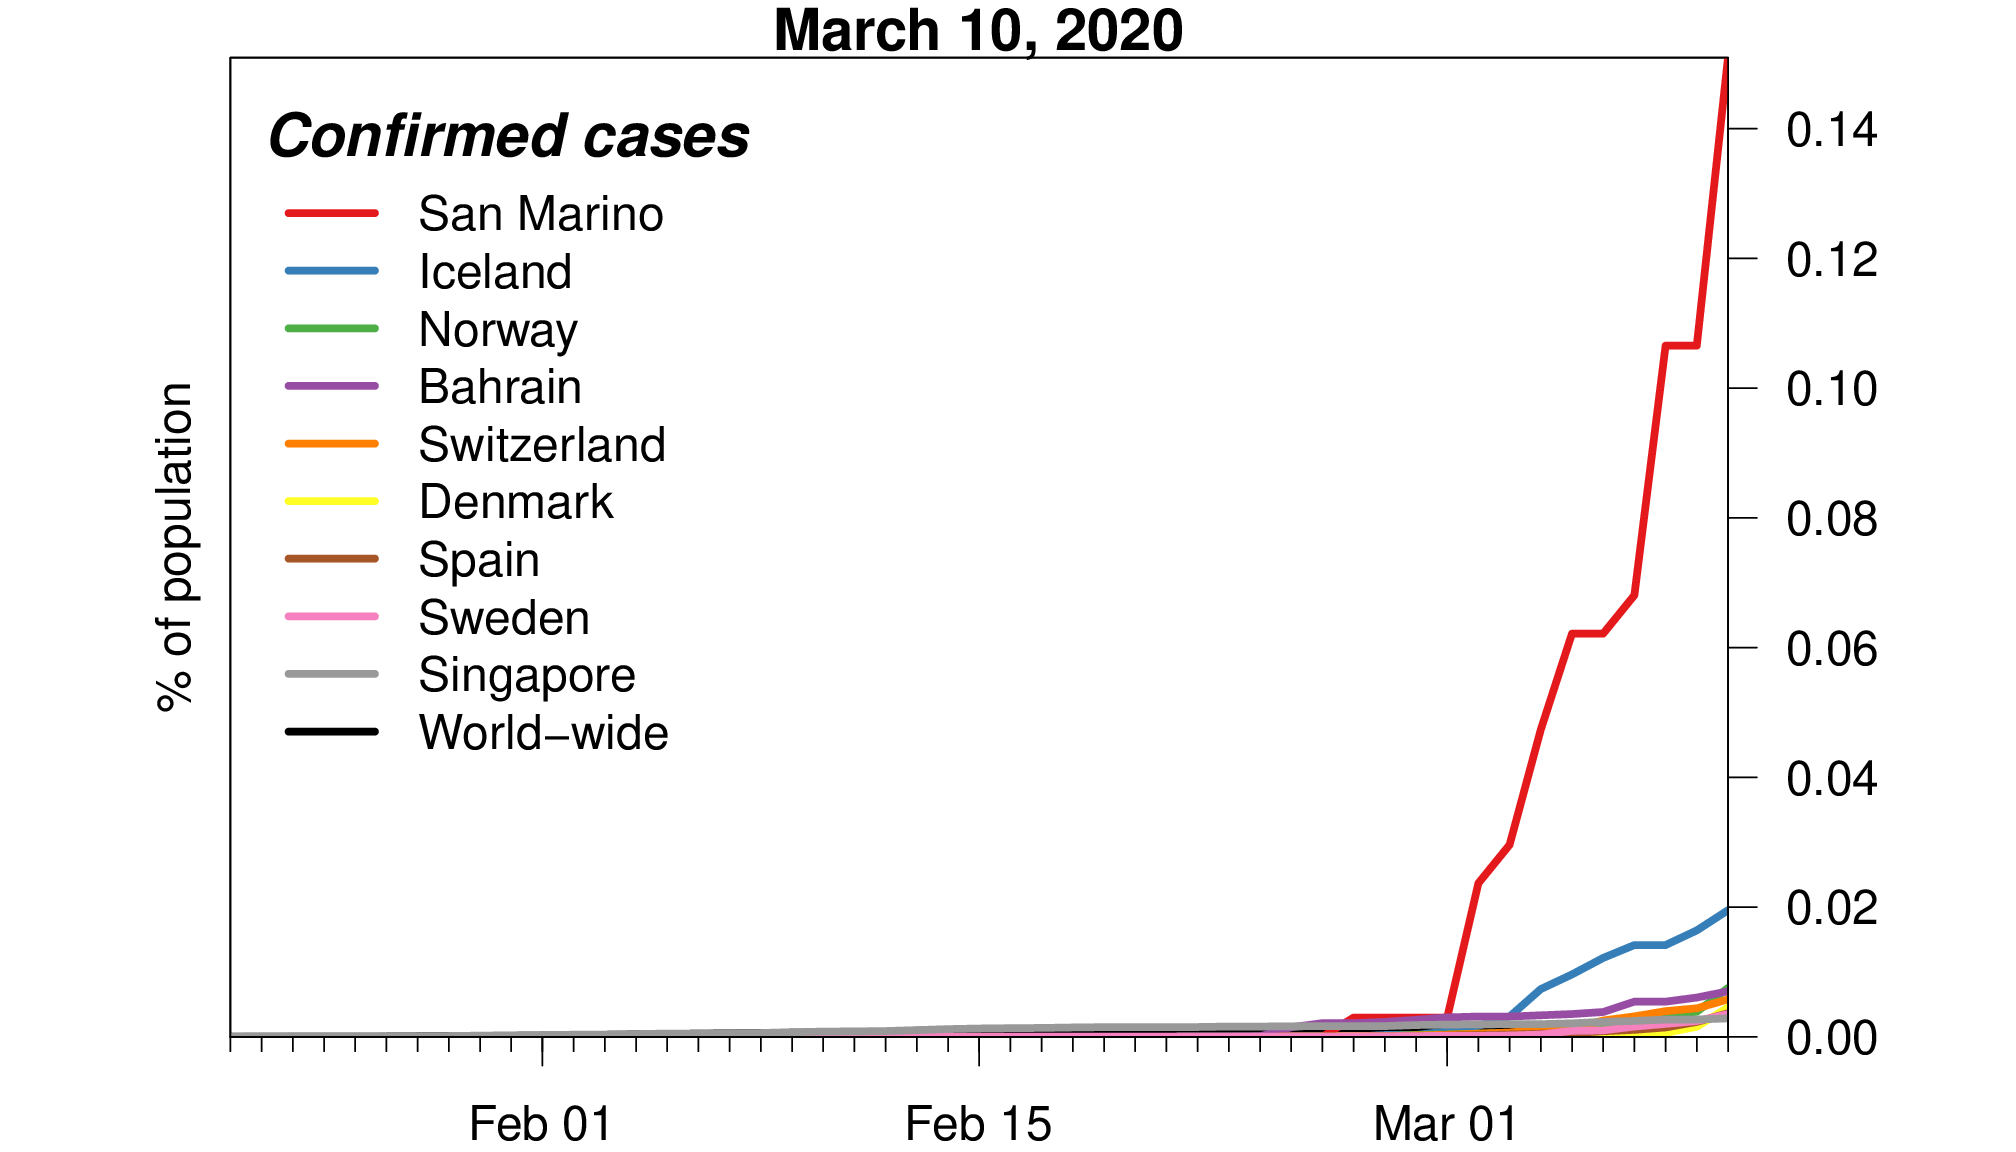 March 10, 2020
Confirmed cases
San Marino
Iceland
Norway
Bahrain
Switzerland
Denmark
Spain
Sweden
Singapore
World−wide
% of population
0.14
0.12
0.10
0.08
0.06
0.04
0.02
0.00
Feb 01
Feb 15
Mar 01